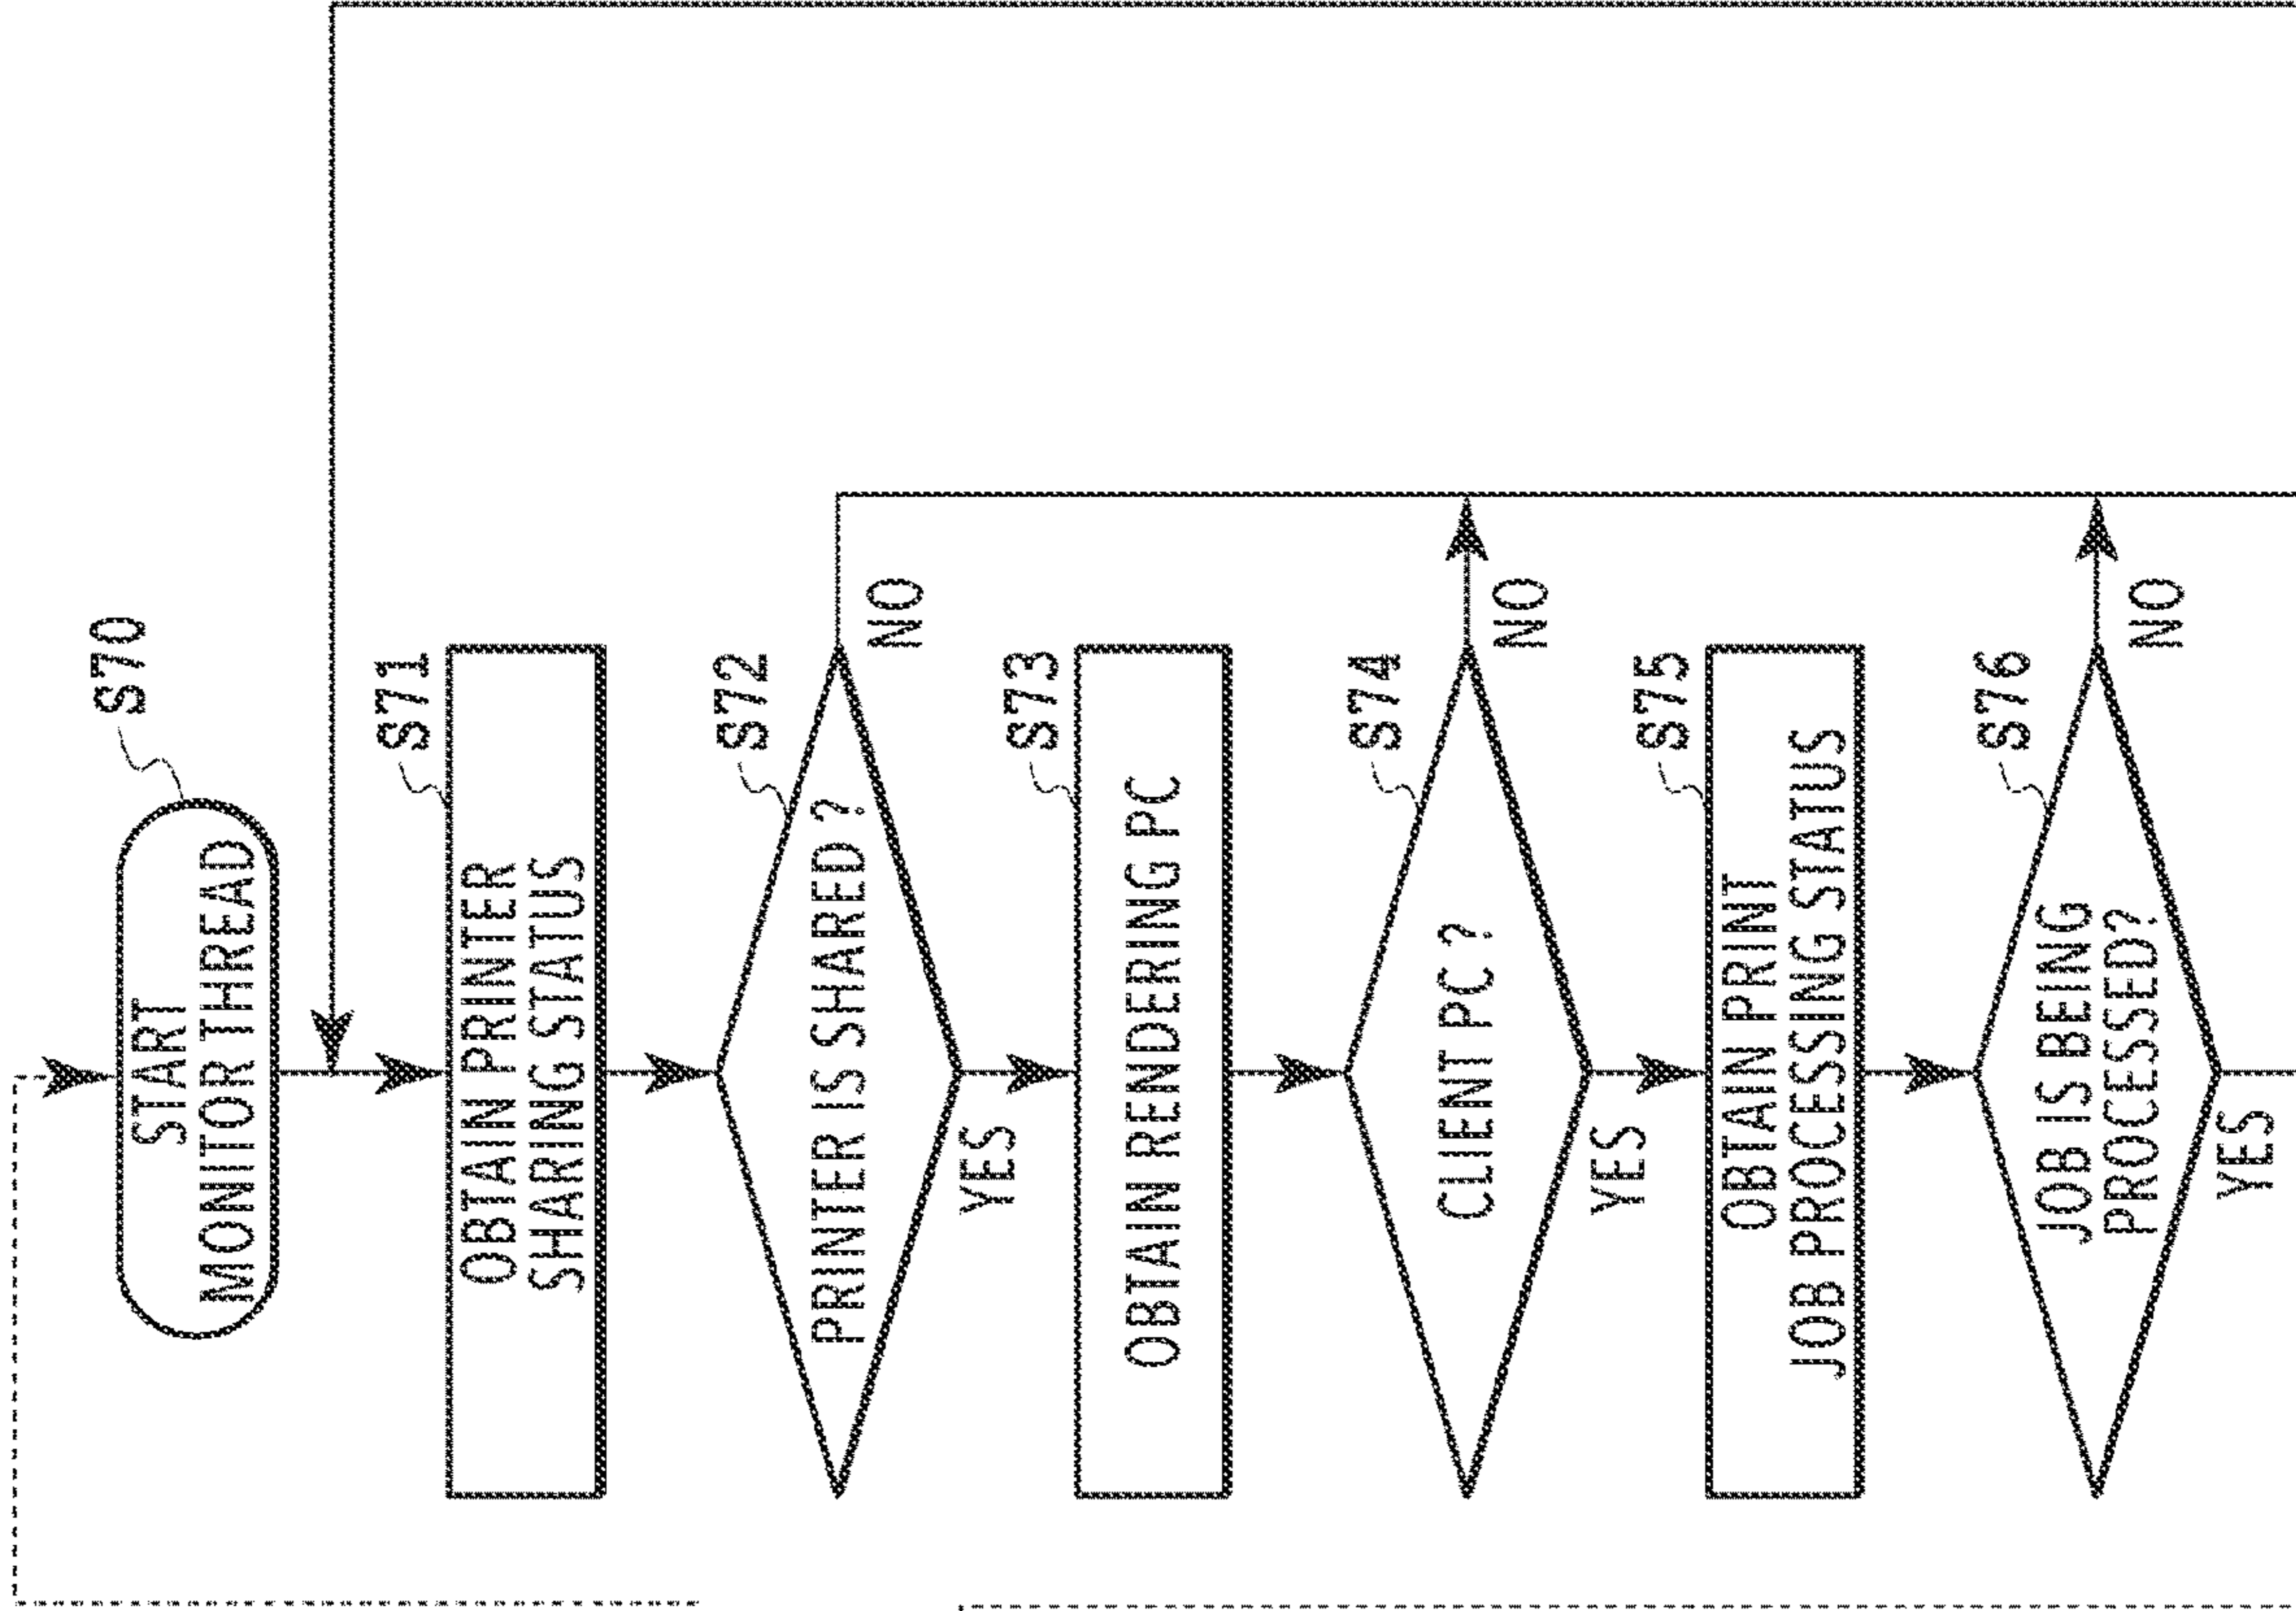 S70
START
MONITOR THREAD
S71
OBTAIN PRINTER
SHARING STATUS
S72
PRINTER IS SHARED ?
NO
YES
S73
OBTAIN RENDERING PC
S74
CLIENT PC ?
NO
YES
S75
OBTAIN PRINT
JOB PROCESSING STATUS
S76
JOB IS BEING
PROCESSED?
NO
YES